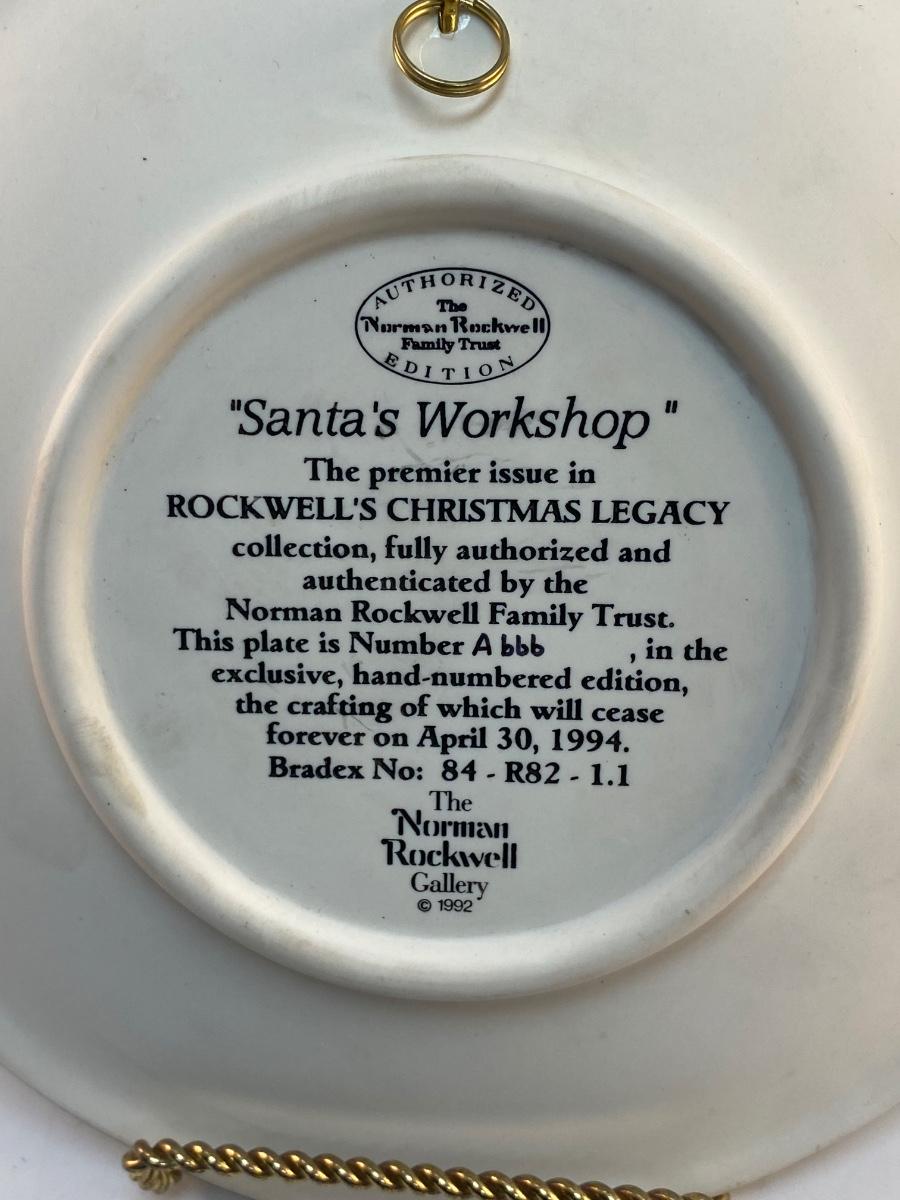 AUTHORIZED
The
Norman Rockwell
Family Trust
EDITION
"Santa's Workshop "
The premier issue in
ROCKWELL'S CHRISTMAS LEGACY
collection, fully authorized and
authenticated by the
Norman Rockwell Family Trust.
This plate is Number A 666 , in the
exclusive, hand-numbered edition,
the crafting of which will cease
forever on April 30, 1994.
Bradex No: 84 - R82 - 1.1
The
Norman
Rockwell
Gallery
© 1992